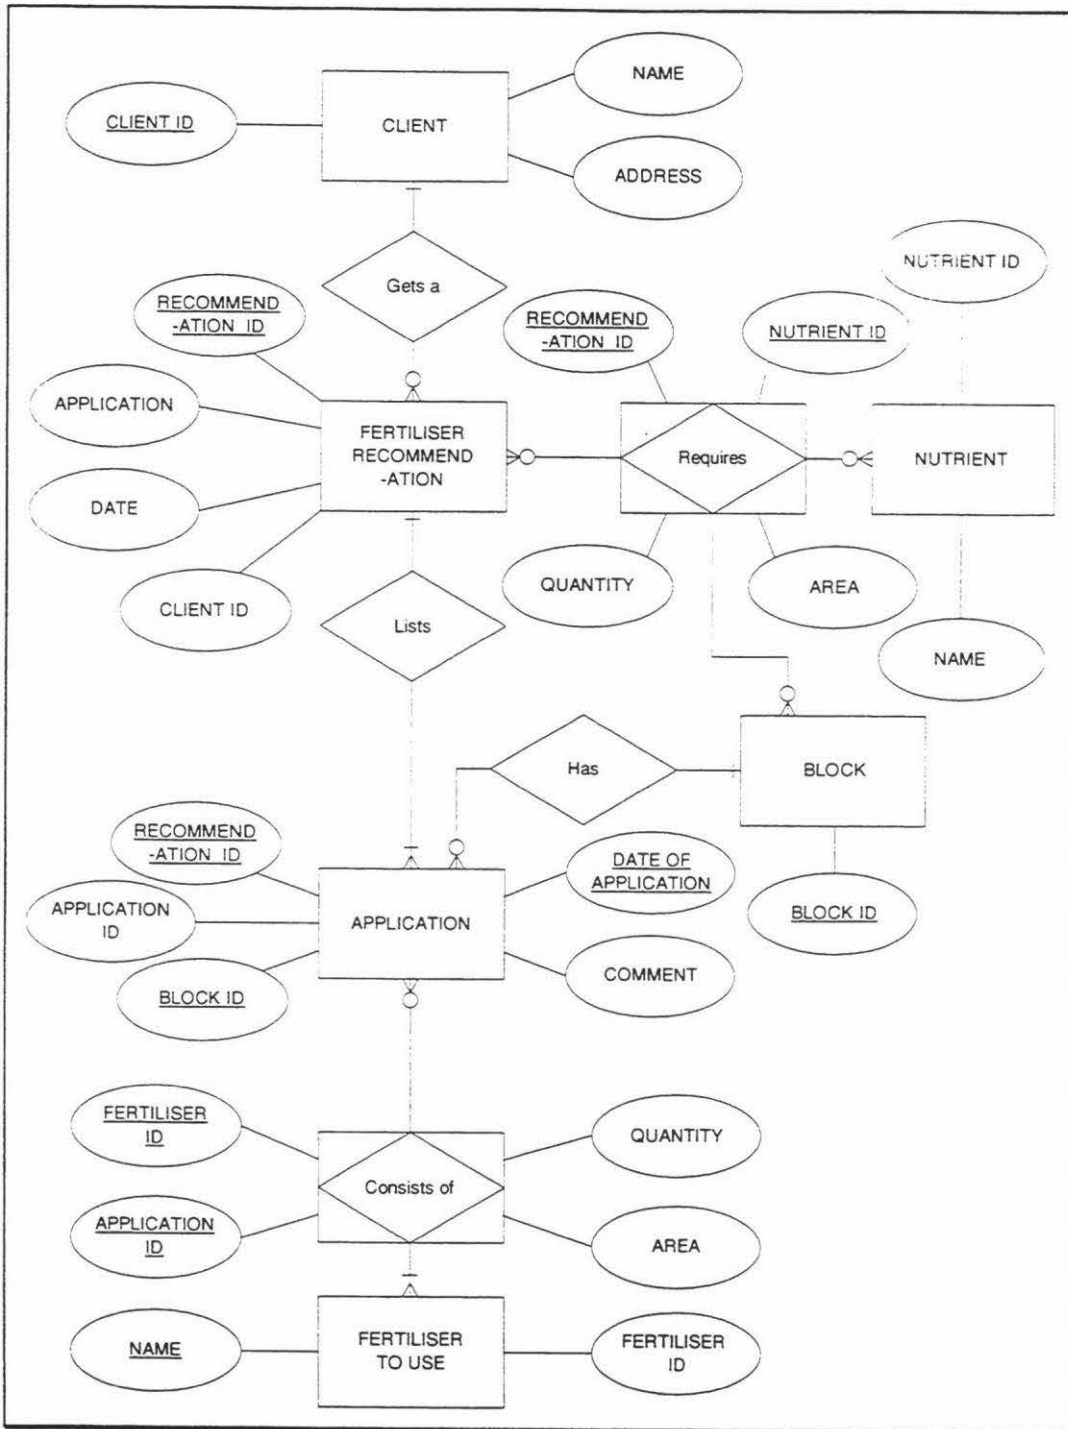 NAME
CLIENT ID
CLIENT
ADDRESS
NUTRIENT ID
Gets a
RECOMMEND
-ATION ID
RECOMMEND
-ATION ID
NUTRIENT ID
APPLICATION
FERTILISER
RECOMMEND
-ATION
Requires
NUTRIENT
DATE
QUANTITY
AREA
CLIENT ID
Lists
NAME
Has
BLOCK
RECOMMEND
-ATION ID
DATE OF
APPLICATION
APPLICATION
ID
APPLICATION
BLOCK ID
COMMENT
BLOCK ID
FERTILISER
ID
QUANTITY
Consists of
APPLICATION
ID
AREA
NAME
FERTILISER
TO USE
FERTILISER
ID